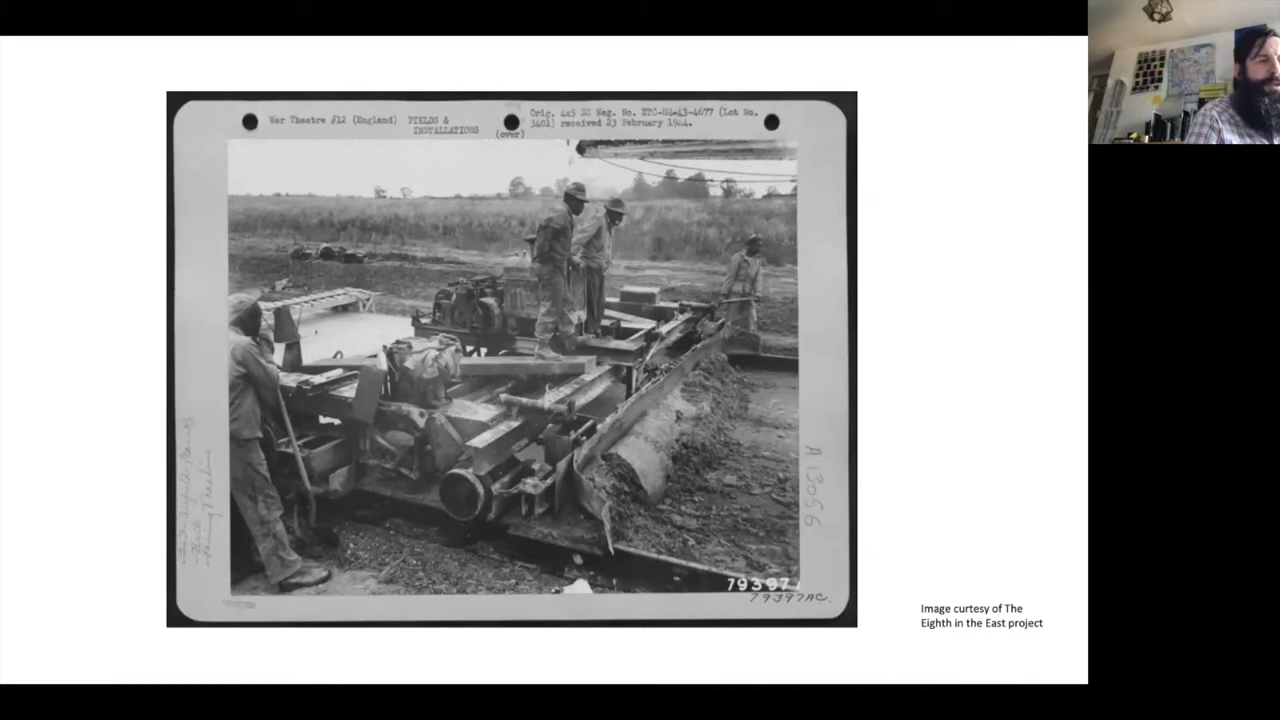 War Theatre #12 (England)
FIELDS &
INSTALLATIONS
(over)
Orig. 4x5 SC Neg. No. ETC-HQ-43-4677 (Lot No.
3401) received 23 February 1944.
A 13056
79397
79397AC.
Image curtesy of The
Eighth in the East project